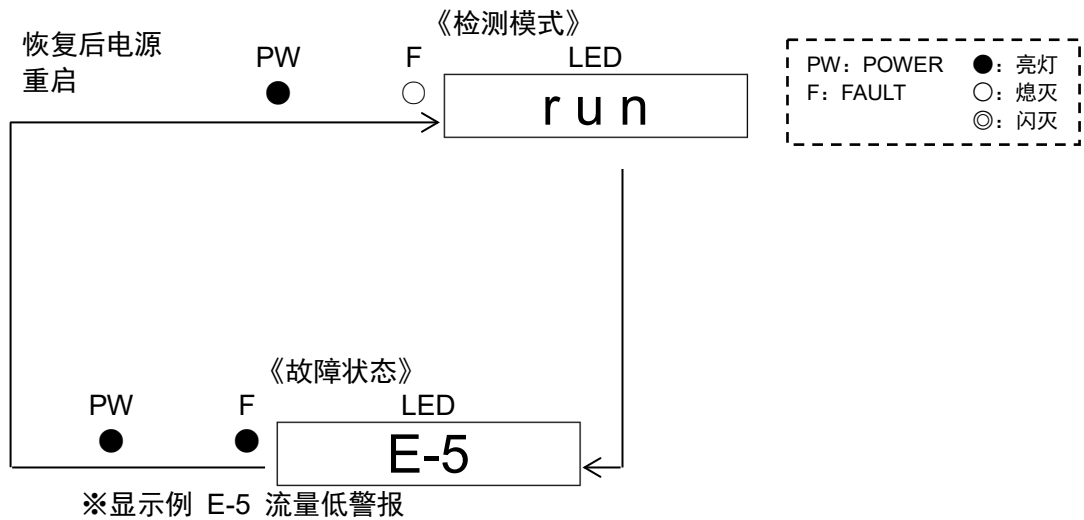 《检测模式》
恢复后电源
重启
PW F LED
● ○ r u n
PW：POWER ●：亮灯
F：FAULT ○：熄灭
◎：闪灭
《故障状态》
PW F LED
● ● E-5
※显示例 E-5 流量低警报